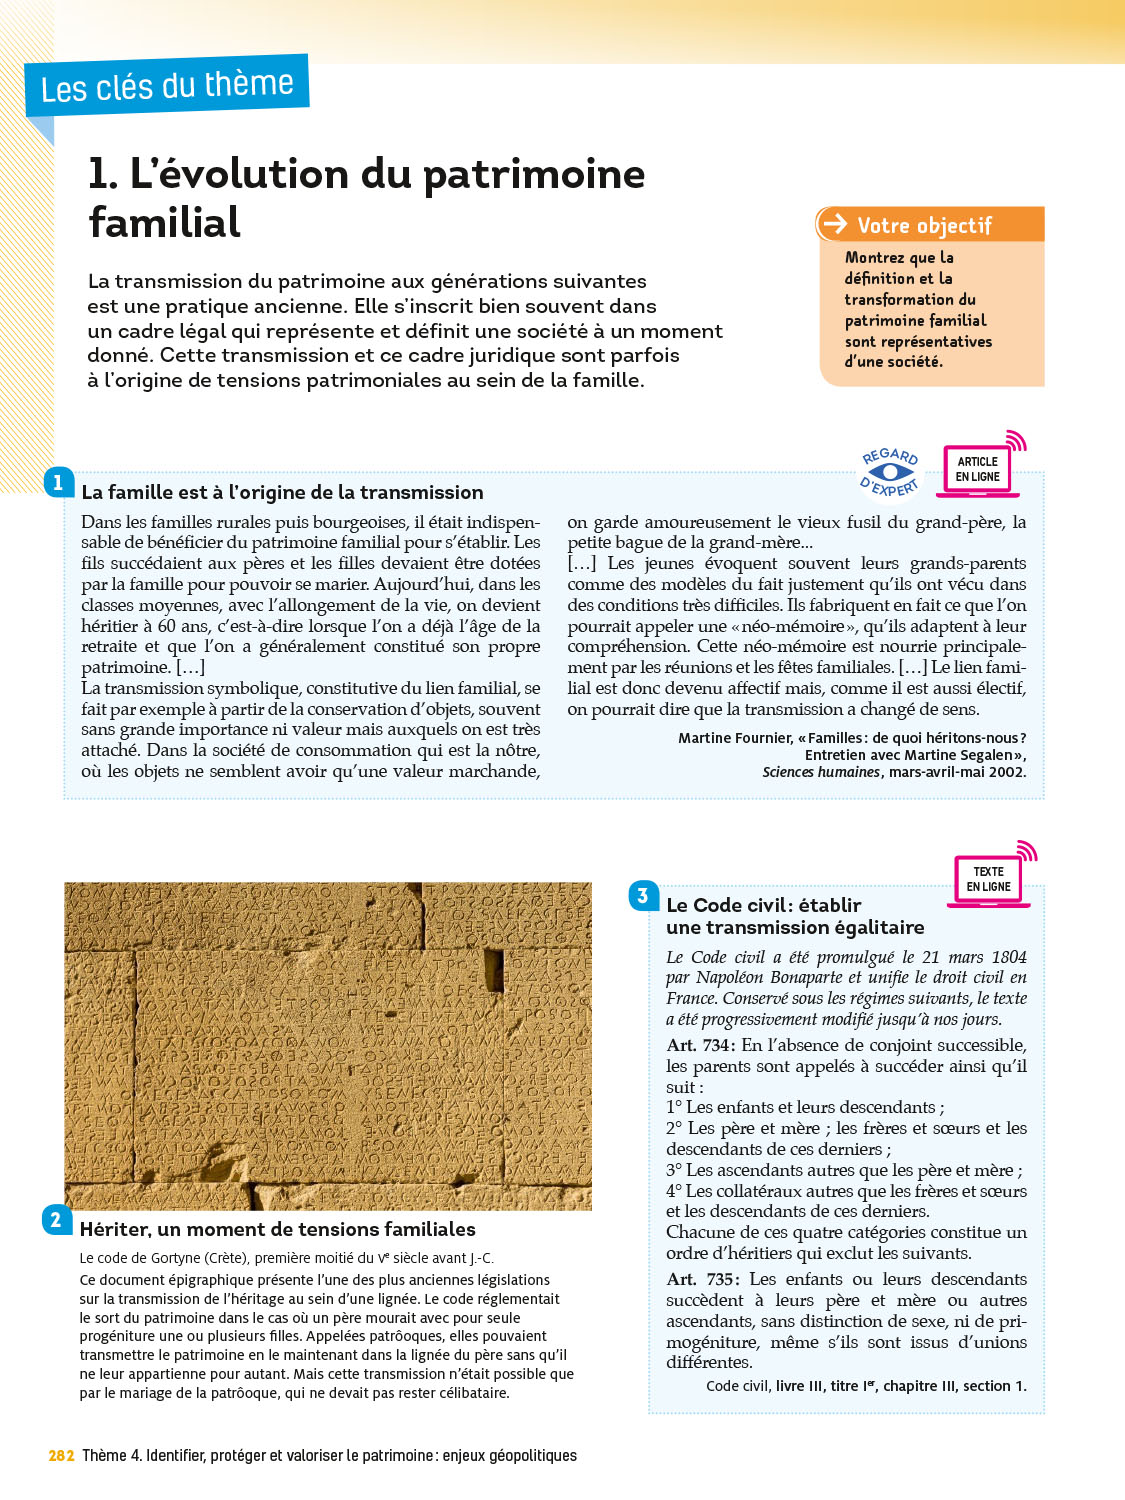 Les clés du thème
1. L'évolution du patrimoine
familial
La transmission du patrimoine aux générations suivantes
est une pratique ancienne. Elle s'inscrit bien souvent dans
un cadre légal qui représente et définit une société à un moment
donné. Cette transmission et ce cadre juridique sont parfois
à l'origine de tensions patrimoniales au sein de la famille.
→ Votre objectif
Montrez que la
définition et la
transformation du
patrimoine familial
sont représentatives
d'une société.
REGARD
D'EXPERT
ARTICLE
EN LIGNE
1
La famille est à l'origine de la transmission
Dans les familles rurales puis bourgeoises, il était indispen-
sable de bénéficier du patrimoine familial pour s'établir. Les
fils succédaient aux pères et les filles devaient être dotées
par la famille pour pouvoir se marier. Aujourd'hui, dans les
classes moyennes, avec l'allongement de la vie, on devient
héritier à 60 ans, c'est-à-dire lorsque l'on a déjà l'âge de la
retraite et que l'on a généralement constitué son propre
patrimoine. […]
La transmission symbolique, constitutive du lien familial, se
fait par exemple à partir de la conservation d'objets, souvent
sans grande importance ni valeur mais auxquels on est très
attaché. Dans la société de consommation qui est la nôtre,
où les objets ne semblent avoir qu'une valeur marchande,
on garde amoureusement le vieux fusil du grand-père, la
petite bague de la grand-mère...
[…] Les jeunes évoquent souvent leurs grands-parents
comme des modèles du fait justement qu'ils ont vécu dans
des conditions très difficiles. Ils fabriquent en fait ce que l'on
pourrait appeler une «néo-mémoire», qu'ils adaptent à leur
compréhension. Cette néo-mémoire est nourrie principale-
ment par les réunions et les fêtes familiales. […] Le lien fami-
lial est donc devenu affectif mais, comme il est aussi électif,
on pourrait dire que la transmission a changé de sens.
Martine Fournier, «Familles: de quoi héritons-nous?
Entretien avec Martine Segalen»,
Sciences humaines, mars-avril-mai 2002.
2
Hériter, un moment de tensions familiales
Le code de Gortyne (Crète), première moitié du Ve siècle avant J.-C.
Ce document épigraphique présente l'une des plus anciennes législations
sur la transmission de l'héritage au sein d'une lignée. Le code réglementait
le sort du patrimoine dans le cas où un père mourait avec pour seule
progéniture une ou plusieurs filles. Appelées patrôoques, elles pouvaient
transmettre le patrimoine en le maintenant dans la lignée du père sans qu'il
ne leur appartienne pour autant. Mais cette transmission n'était possible que
par le mariage de la patrôoque, qui ne devait pas rester célibataire.
TEXTE
EN LIGNE
3
Le Code civil: établir
une transmission égalitaire
Le Code civil a été promulgué le 21 mars 1804
par Napoléon Bonaparte et unifie le droit civil en
France. Conservé sous les régimes suivants, le texte
a été progressivement modifié jusqu'à nos jours.
Art. 734: En l'absence de conjoint successible,
les parents sont appelés à succéder ainsi qu'il
suit :
1° Les enfants et leurs descendants ;
2° Les père et mère ; les frères et sœurs et les
descendants de ces derniers ;
3° Les ascendants autres que les père et mère ;
4° Les collatéraux autres que les frères et sœurs
et les descendants de ces derniers.
Chacune de ces quatre catégories constitue un
ordre d'héritiers qui exclut les suivants.
Art. 735: Les enfants ou leurs descendants
succèdent à leurs père et mère ou autres
ascendants, sans distinction de sexe, ni de pri-
mogéniture, même s'ils sont issus d'unions
différentes.
Code civil, livre III, titre Ier, chapitre III, section 1.
282 Thème 4. Identifier, protéger et valoriser le patrimoine: enjeux géopolitiques